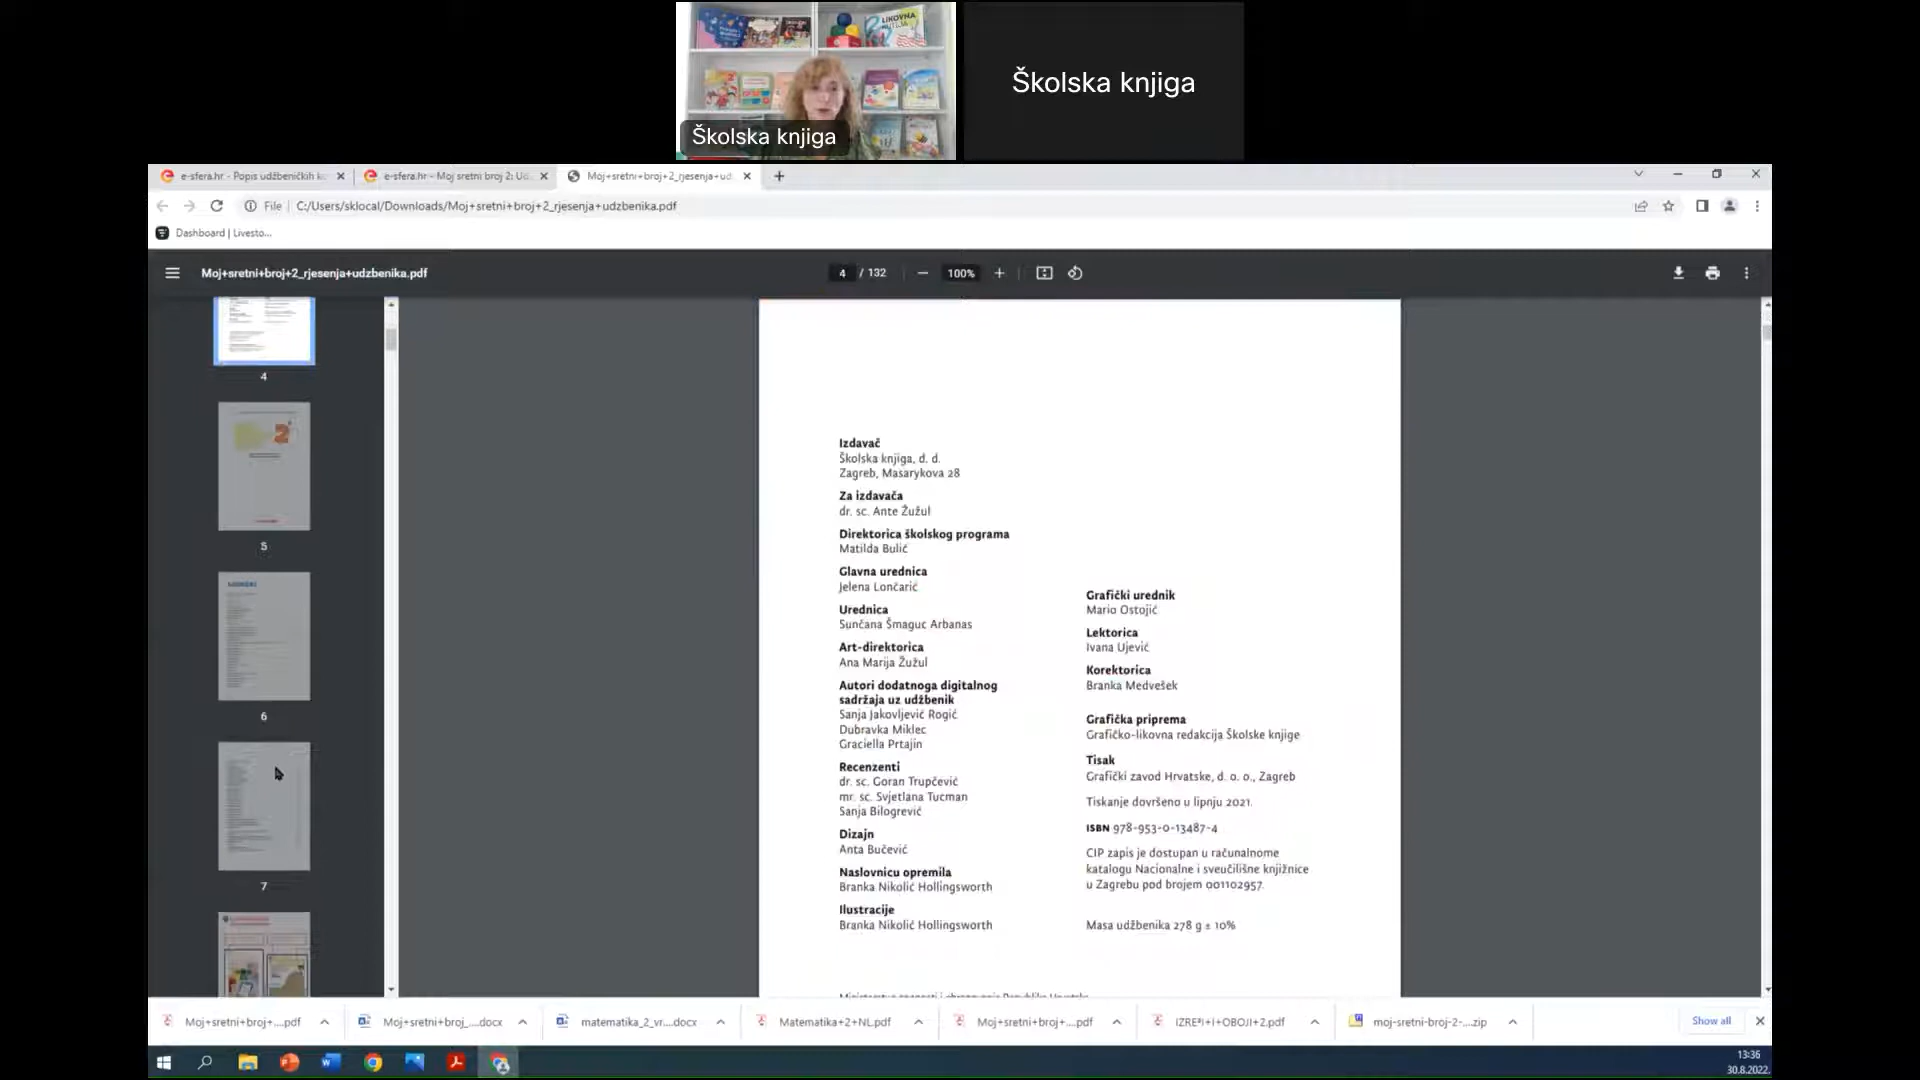 LIKOVNA
Školska knjiga
Školska knjiga
e-sfera.hr - Popis udžbeničkih k
e-sfera.hr - Moj sretni broj 2: Ud
Moj+sretni+broj+2_rjesenja+ud
File
C:/Users/sklocal/Downloads/Moj+sretni+broj+2_rjesenja+udzbenika.pdf
Dashboard | Livesto...
Moj+sretni+broj+2_rjesenja+udzbenika.pdf
4 / 132
100%
4
5
6
7
Izdavač
Školska knjiga, d. d.
Zagreb, Masarykova 28
Za izdavača
dr. sc. Ante Žužul
Direktorica školskog programa
Matilda Bulić
Glavna urednica
Jelena Lončarić
Urednica
Sunčana Šmaguc Arbanas
Art-direktorica
Ana Marija Žužul
Autori dodatnoga digitalnog
sadržaja uz udžbenik
Sanja Jakovljević Rogić
Dubravka Miklec
Graciella Prtajin
Recenzenti
dr. sc. Goran Trupčević
mr. sc. Svjetlana Tucman
Sanja Bilogrević
Dizajn
Anta Bučević
Naslovnicu opremila
Branka Nikolić Hollingsworth
Ilustracije
Branka Nikolić Hollingsworth
Grafički urednik
Mario Ostojić
Lektorica
Ivana Ujević
Korektorica
Branka Medvešek
Grafička priprema
Grafičko-likovna redakcija Školske knjige
Tisak
Grafički zavod Hrvatske, d. o. o., Zagreb
Tiskanje dovršeno u lipnju 2021.
ISBN 978-953-0-13487-4
CIP zapis je dostupan u računalnome
katalogu Nacionalne i sveučilišne knjižnice
u Zagrebu pod brojem 001102957.
Masa udžbenika 278 g ± 10%
Moj+sretni+broj+....pdf
Moj+sretni+broj_....docx
matematika_2_vr....docx
Matematika+2+NL.pdf
Moj+sretni+broj+....pdf
IZRE*I+I+OBOJI+2.pdf
moj-sretni-broj-2-....zip
Show all
13:36
30.8.2022.